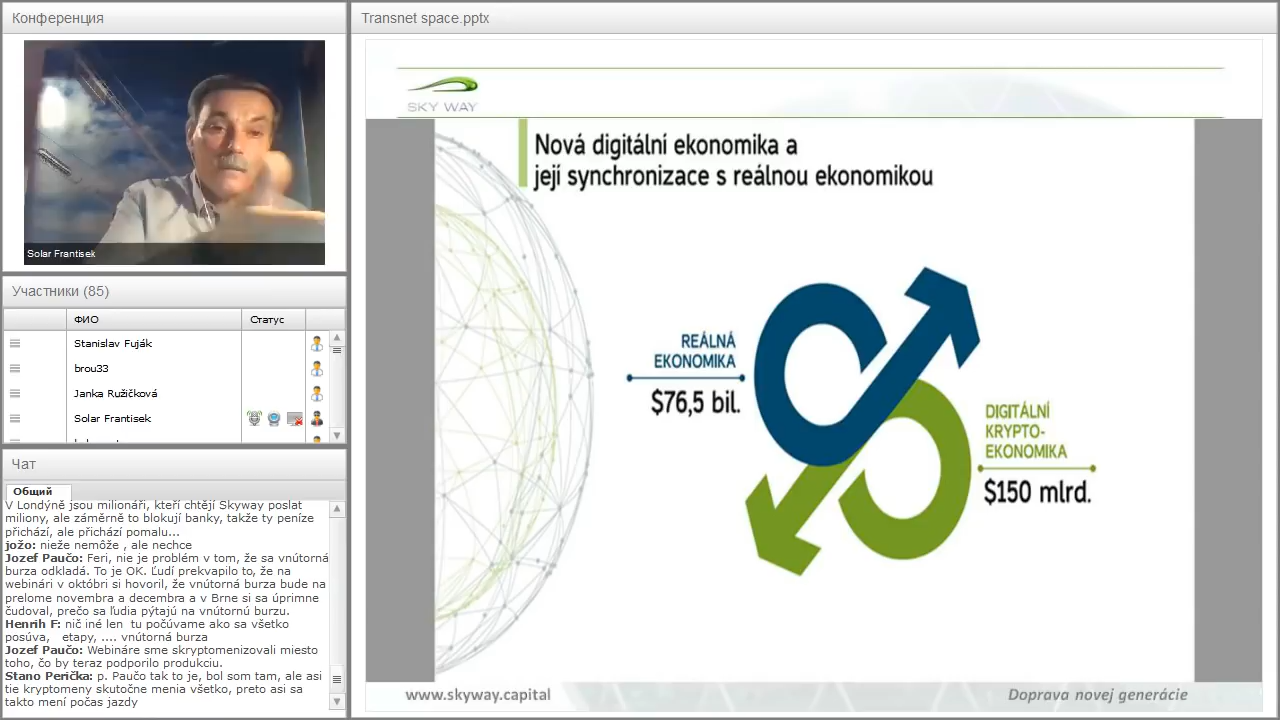 Конференция
Solar Frantisek
Участники (85)
ФИО
Статус
Stanislav Fuják
brou33
Janka Ružičková
Solar Frantisek
Чат
Общий
V Londýně jsou milionáři, kteří chtějí Skyway poslat
miliony, ale záměrně to blokují banky, takže ty peníze
přichází, ale přichází pomalu...
jožo: nieže nemôže , ale nechce
Jozef Paučo: Feri, nie je problém v tom, že sa vnútorná
burza odkladá. To je OK. Ľudí prekvapilo to, že na
webinári v októbri si hovoril, že vnútorná burza bude na
prelome novembra a decembra a v Brne si sa úprimne
čudoval, prečo sa ľudia pýtajú na vnútornú burzu.
Henrih F: nič iné len tu počúvame ako sa všetko
posúva, etapy, .... vnútorná burza
Jozef Paučo: Webináre sme skryptomenizovali miesto
toho, čo by teraz podporilo produkciu.
Stano Perička: p. Paučo tak to je, bol som tam, ale asi
tie kryptomeny skutočne menia všetko, preto asi sa
takto mení počas jazdy
Transnet space.pptx
SKY WAY
Nová digitální ekonomika a
její synchronizace s reálnou ekonomikou
REÁLNÁ
EKONOMIKA
$76,5 bil.
DIGITÁLNÍ
KRYPTO-
EKONOMIKA
$150 mlrd.
www.skyway.capital
Doprava novej generácie